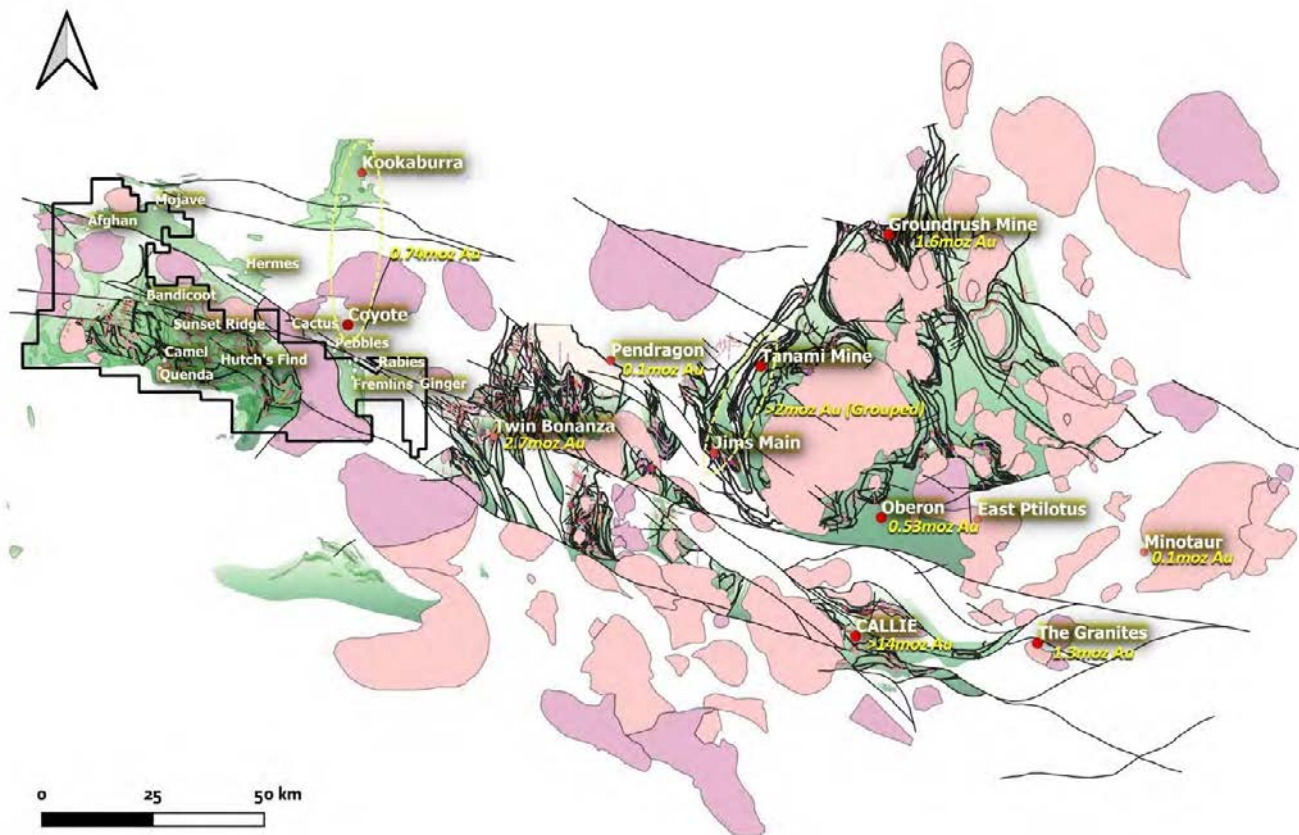 Kookaburra
Mojave
Afghan
Groundrush Mine
1.6moz Au
0.74moz Au
Hermes
Bandicoot
Coyote
Cactus
Sunset Ridge
Pebbles
Camel
Hutch's Find
Rabies
Quenda
Fremlins
Ginger
Pendragon
0.1moz Au
Tanami Mine
>2moz Au (Grouped)
Twin Bonanza
2.7moz Au
Jims Main
Oberon
0.53moz Au
East Ptilotus
Minotaur
0.1moz Au
CALLIE
>14moz Au
The Granites
1.3moz Au
0 25 50 km